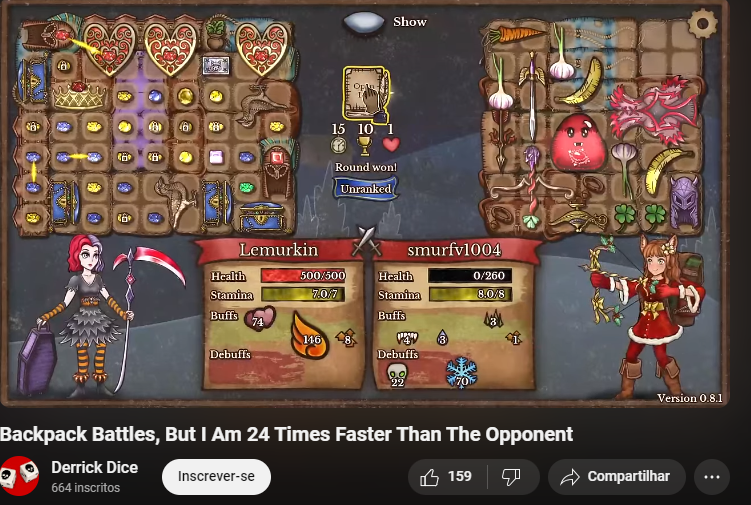 Show
15 10 1
Round won!
Unranked
Lemurkin
Health 500/500
Stamina 7.0/7
Buffs
74
146
8
Debuffs
smurfv1004
Health 0/260
Stamina 8.0/8
Buffs
3
4
3
1
Debuffs
22
70
Version 0.8.1
Backpack Battles, But I Am 24 Times Faster Than The Opponent
Derrick Dice
664 inscritos
Inscrever-se
159
Compartilhar